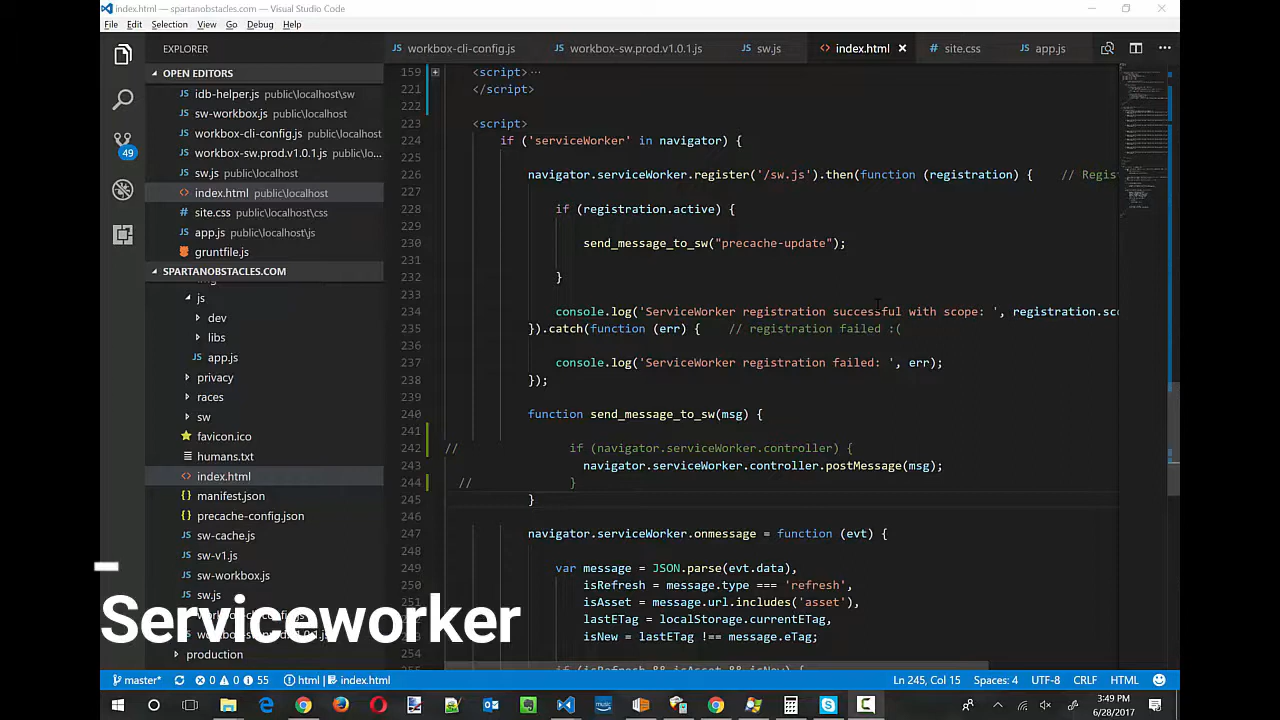 index.html — spartanobstacles.com — Visual Studio Code
File Edit Selection View Go Debug Help
EXPLORER
OPEN EDITORS
idb-helper.js public\localhost\sw
sw-workbox.js public\localhost
workbox-cli-config.js public\localhost
workbox-sw.prod.v1.0.1.js public\lo...
sw.js public\localhost
index.html public\localhost
site.css public\localhost\css
app.js public\localhost\js
gruntfile.js
SPARTANOBSTACLES.COM
js
dev
libs
app.js
privacy
races
sw
favicon.ico
humans.txt
index.html
manifest.json
precache-config.json
sw-cache.js
sw-v1.js
sw-workbox.js
sw.js
production
49
workbox-cli-config.js workbox-sw.prod.v1.0.1.js sw.js index.html site.css app.js
159 <script> ...
221 </script>
222
223 <script>
224 if ('serviceWorker' in navigator) {
225
226 navigator.serviceWorker.register('/sw.js').then(function (registration) { // Regis
227
228 if (registration.active) {
229
230 send_message_to_sw("precache-update");
231
232 }
233
234 console.log('ServiceWorker registration successful with scope: ', registration.sco
235 }).catch(function (err) { // registration failed :(
236
237 console.log('ServiceWorker registration failed: ', err);
238 });
239
240 function send_message_to_sw(msg) {
241
242 // if (navigator.serviceWorker.controller) {
243 navigator.serviceWorker.controller.postMessage(msg);
244 // }
245 }
246
247 navigator.serviceWorker.onmessage = function (evt) {
248
249 var message = JSON.parse(evt.data),
250 isRefresh = message.type === 'refresh',
251 isAsset = message.url.includes('asset'),
252 lastETag = localStorage.currentETag,
253 isNew = lastETag !== message.eTag;
254
Serviceworker
master* 0 0 55 html index.html Ln 245, Col 15 Spaces: 4 UTF-8 CRLF HTML
3:49 PM
6/28/2017